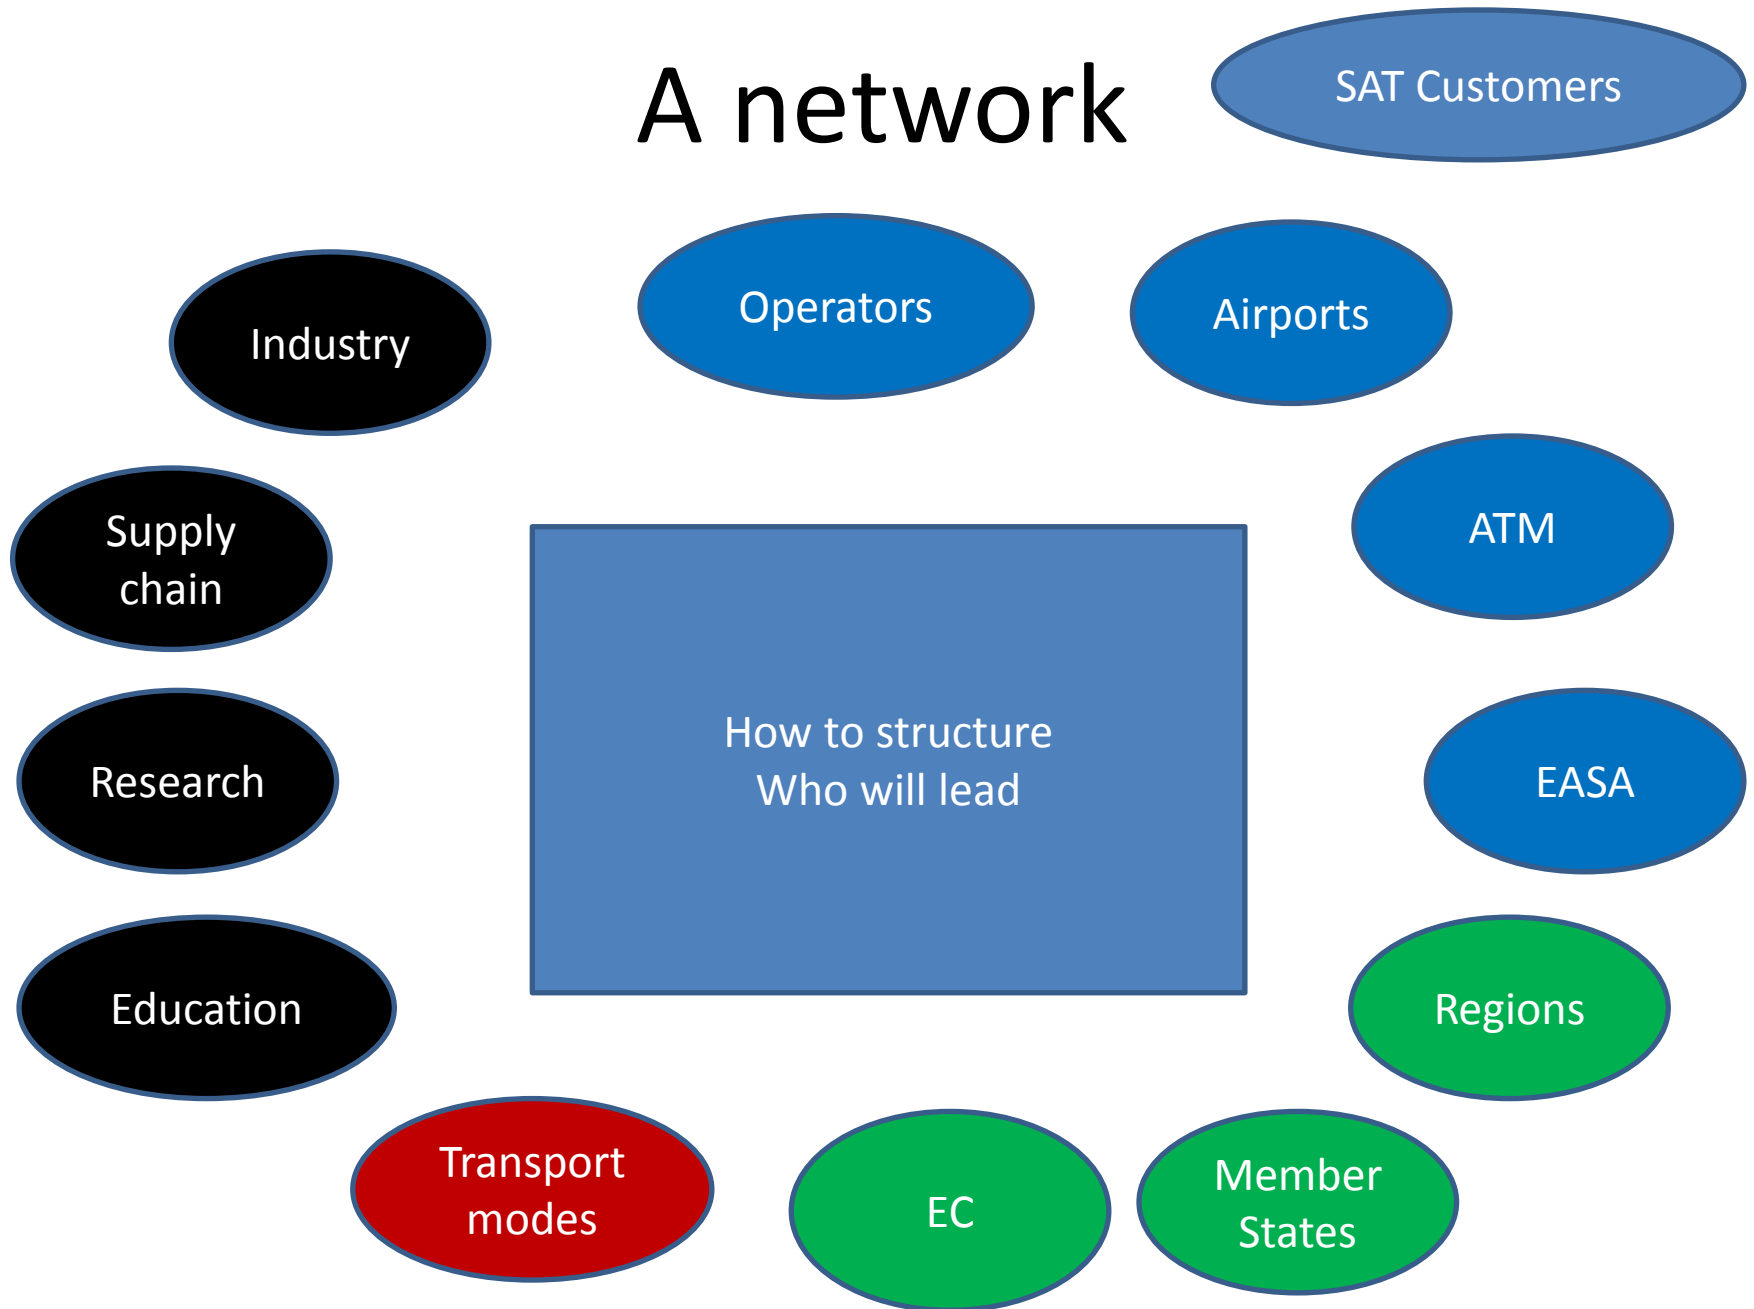 A network
SAT Customers
Operators
Airports
Industry
ATM
Supply
chain
How to structure
Who will lead
Research
EASA
Education
Regions
Transport
modes
EC
Member
States